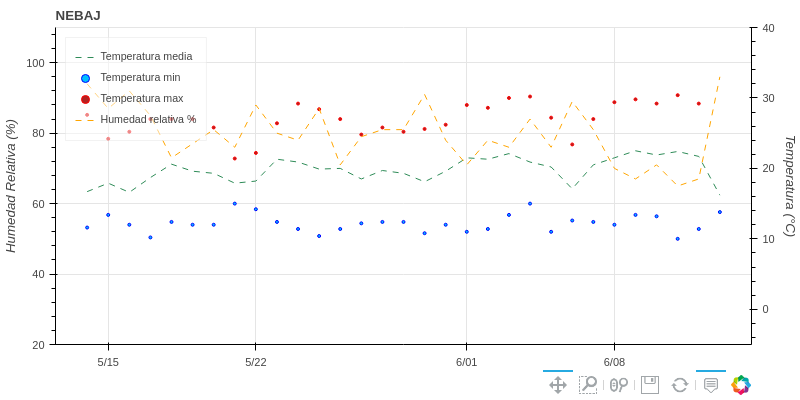 NEBAJ
Temperatura media
Temperatura min
Temperatura max
Humedad relativa %
Humedad Relativa (%)
100
80
60
40
20
Temperatura (°C)
40
30
20
10
0
5/15
5/22
6/01
6/08